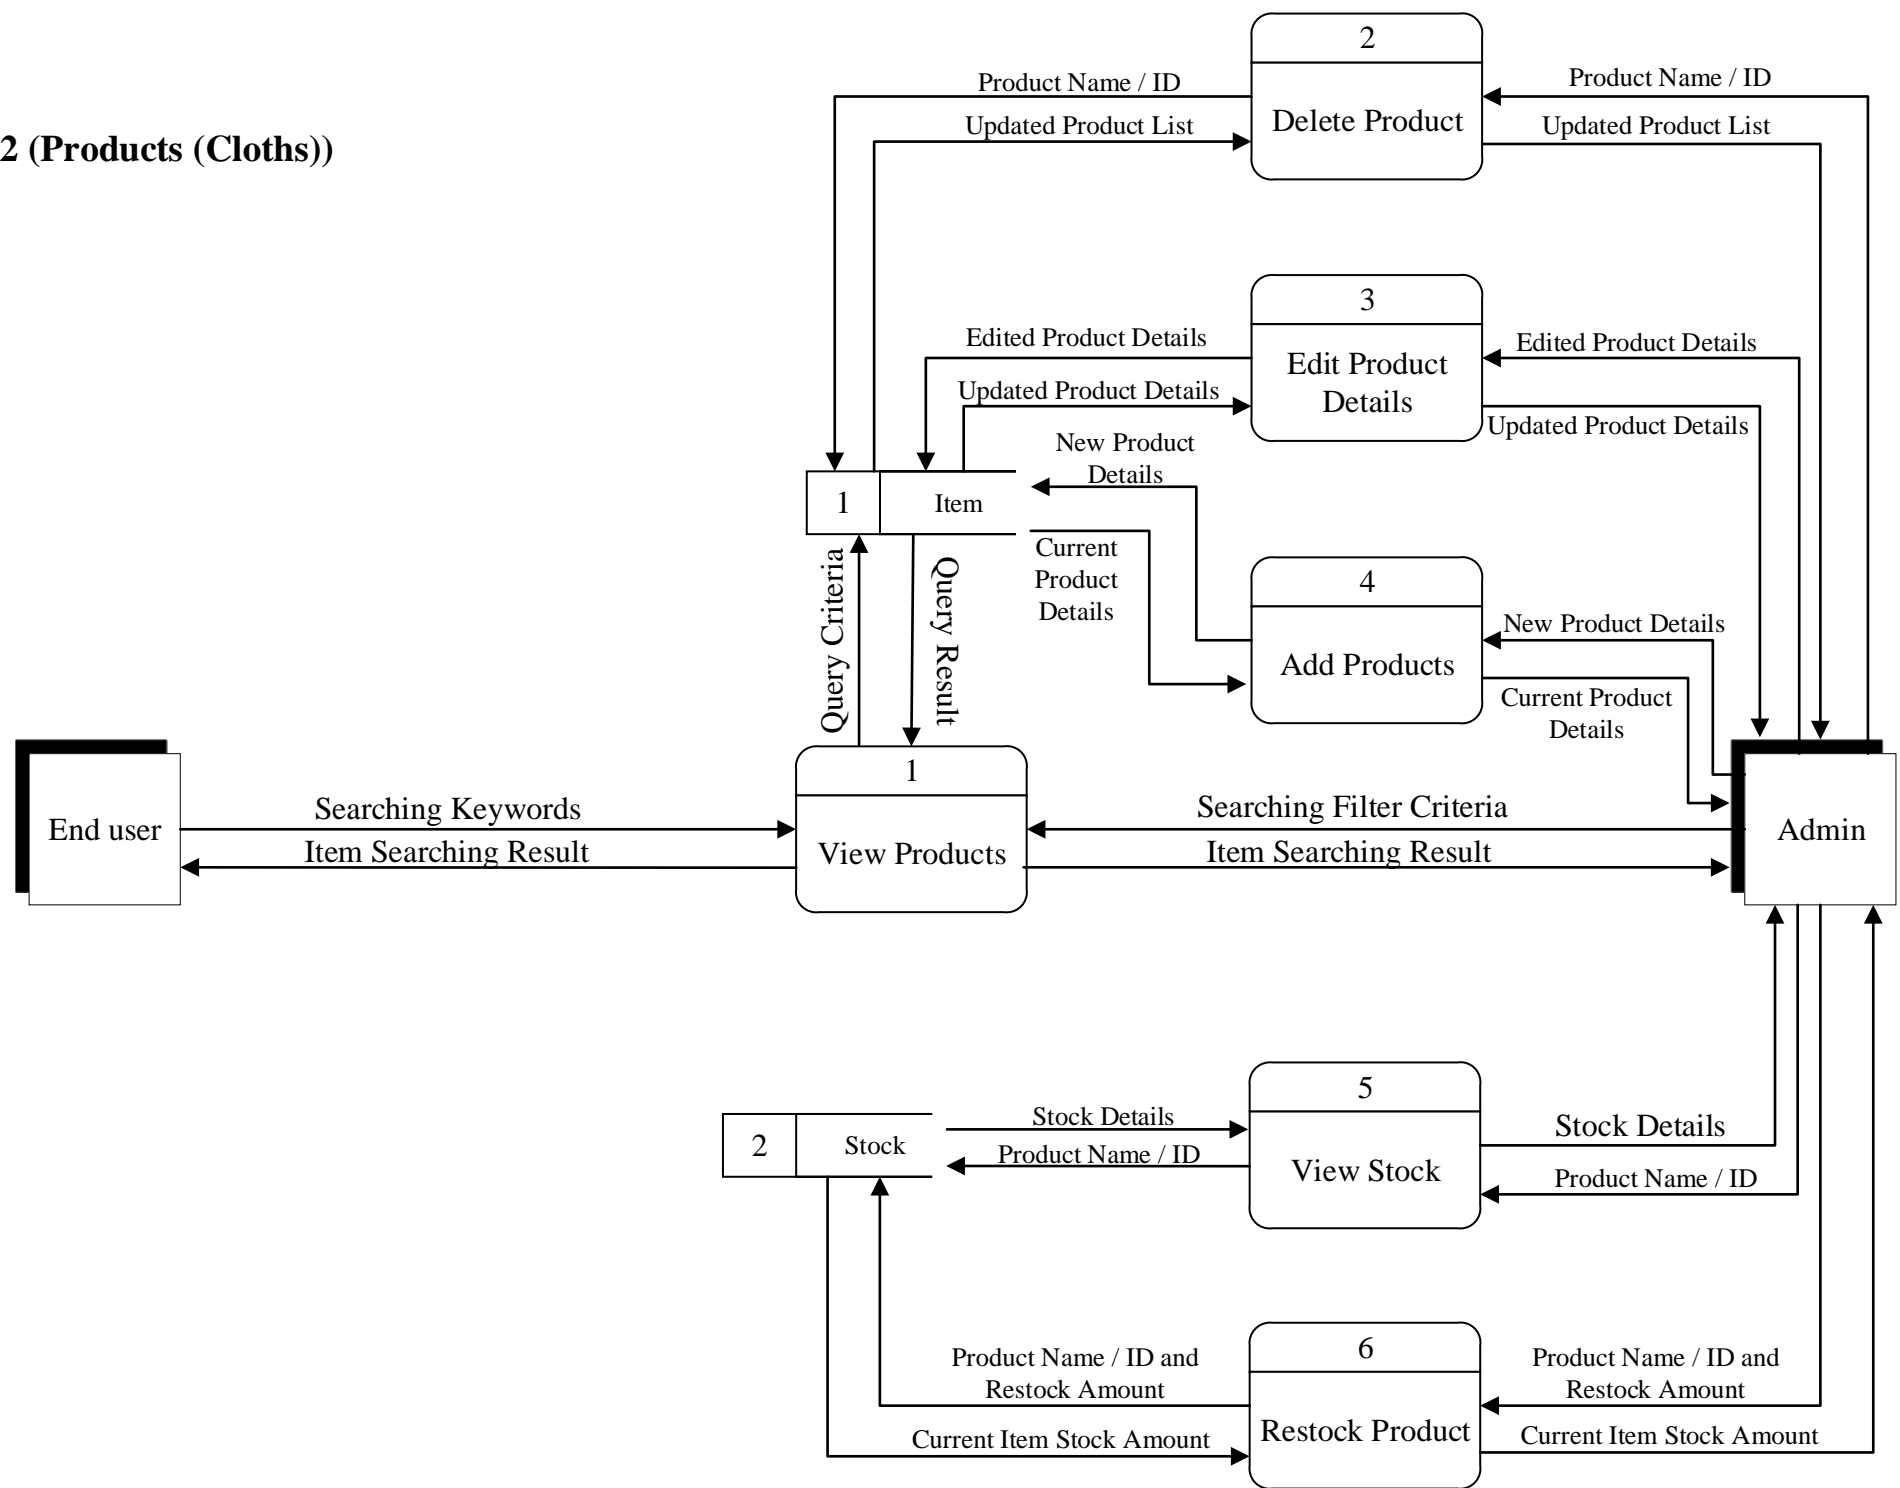 2
Product Name / ID
Product Name / ID
Delete Product
Updated Product List
Updated Product List
2 (Products (Cloths))
3
Edited Product Details
Edited Product Details
Edit Product
Details
Updated Product Details
Updated Product Details
New Product
Details
1
Item
Current
Product
Details
4
Query Criteria
Query Result
New Product Details
Add Products
Current Product
Details
1
Searching Keywords
Searching Filter Criteria
End user
View Products
Admin
Item Searching Result
Item Searching Result
5
Stock Details
Stock Details
2
Stock
Product Name / ID
View Stock
Product Name / ID
6
Product Name / ID and
Restock Amount
Product Name / ID and
Restock Amount
Restock Product
Current Item Stock Amount
Current Item Stock Amount